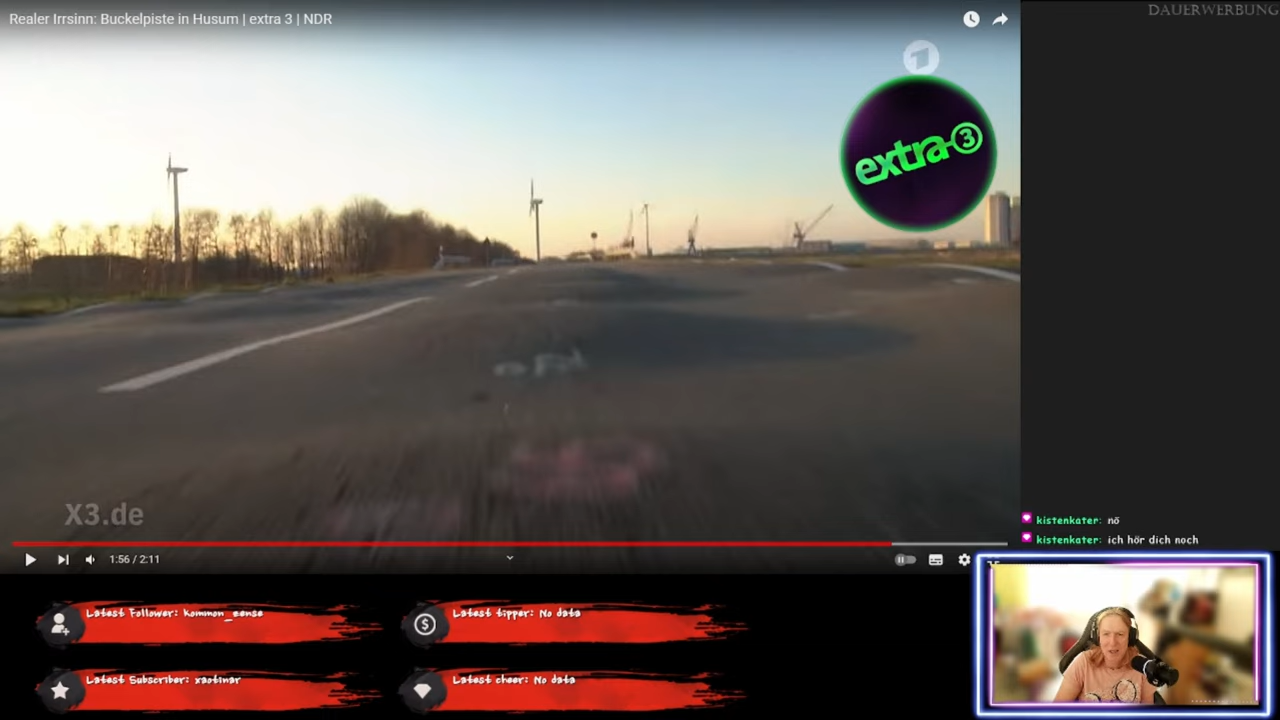 Realer Irrsinn: Buckelpiste in Husum | extra 3 | NDR
DAUERWERBUNG
extra 3
X3.de
kistenkater: nö
kistenkater: ich hör dich noch
1:56 / 2:11
Latest Follower: Kommon_sense
Latest tipper: No data
Latest Subscriber: xaotinar
Latest cheer: No data